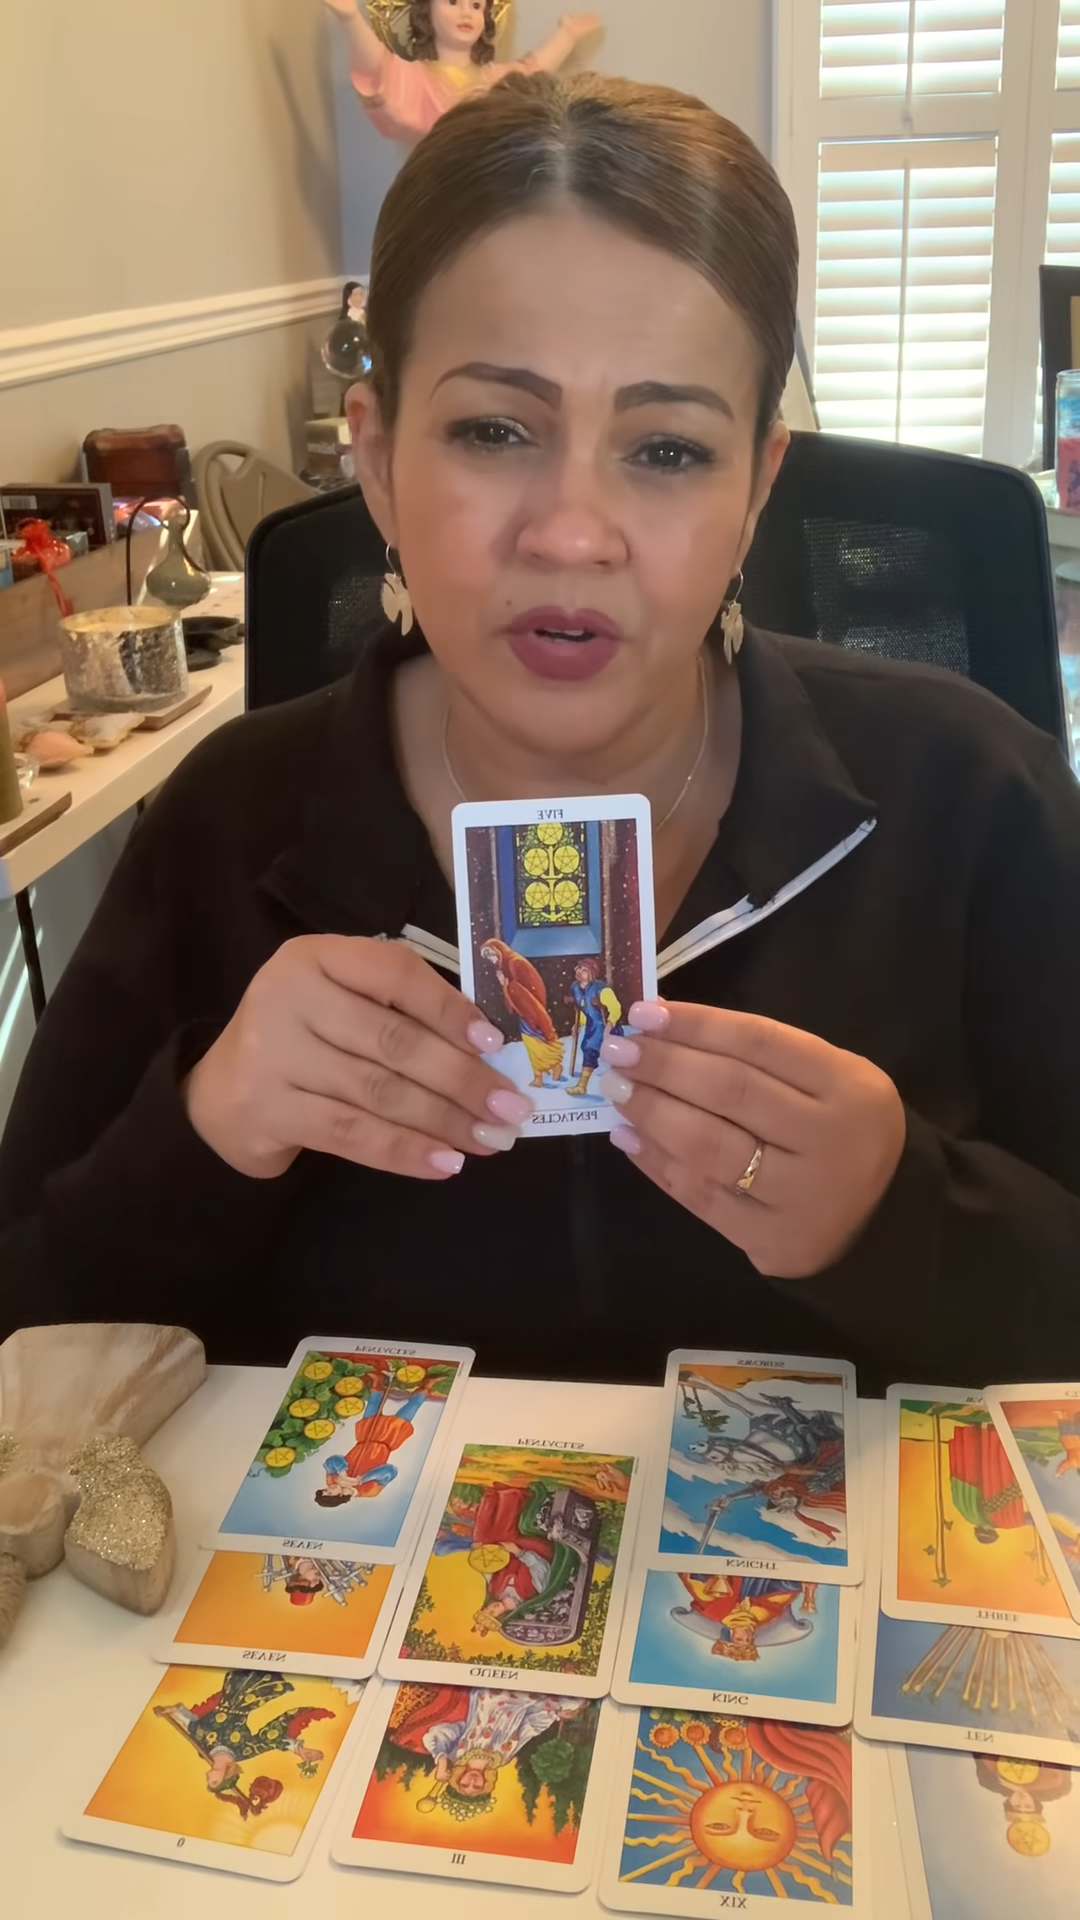 FIVE
PENTACLES
PENTACLES
SWORDS
PENTACLES
SEVEN
KNIGHT
THREE
SEVEN
QUEEN
KING
TEN
0
III
XIX